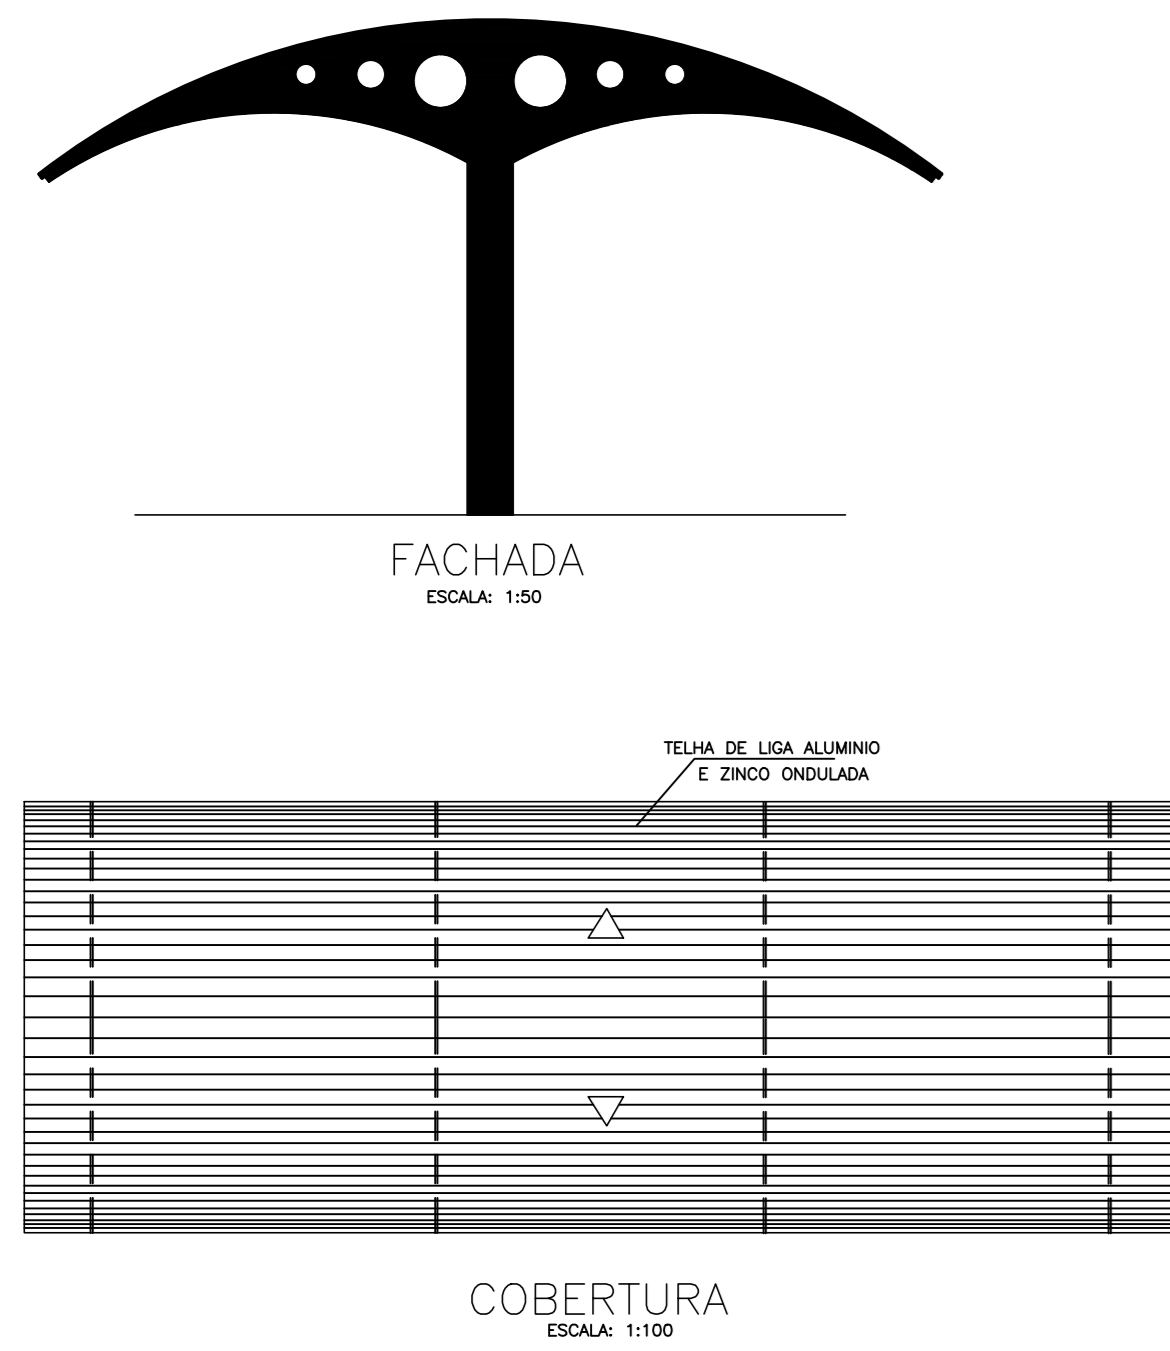 FACHADA
ESCALA: 1:50
TELHA DE LIGA ALUMINIO
E ZINCO ONDULADA
COBERTURA
ESCALA: 1:100